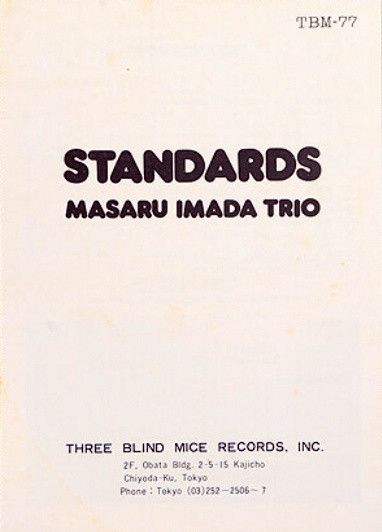 TBM-77
STANDARDS
MASARU IMADA TRIO
THREE BLIND MICE RECORDS, INC.
2F, Obata Bldg. 2-5-15 Kajicho
Chiyoda-Ku, Tokyo
Phone : Tokyo (03)252-2506~7